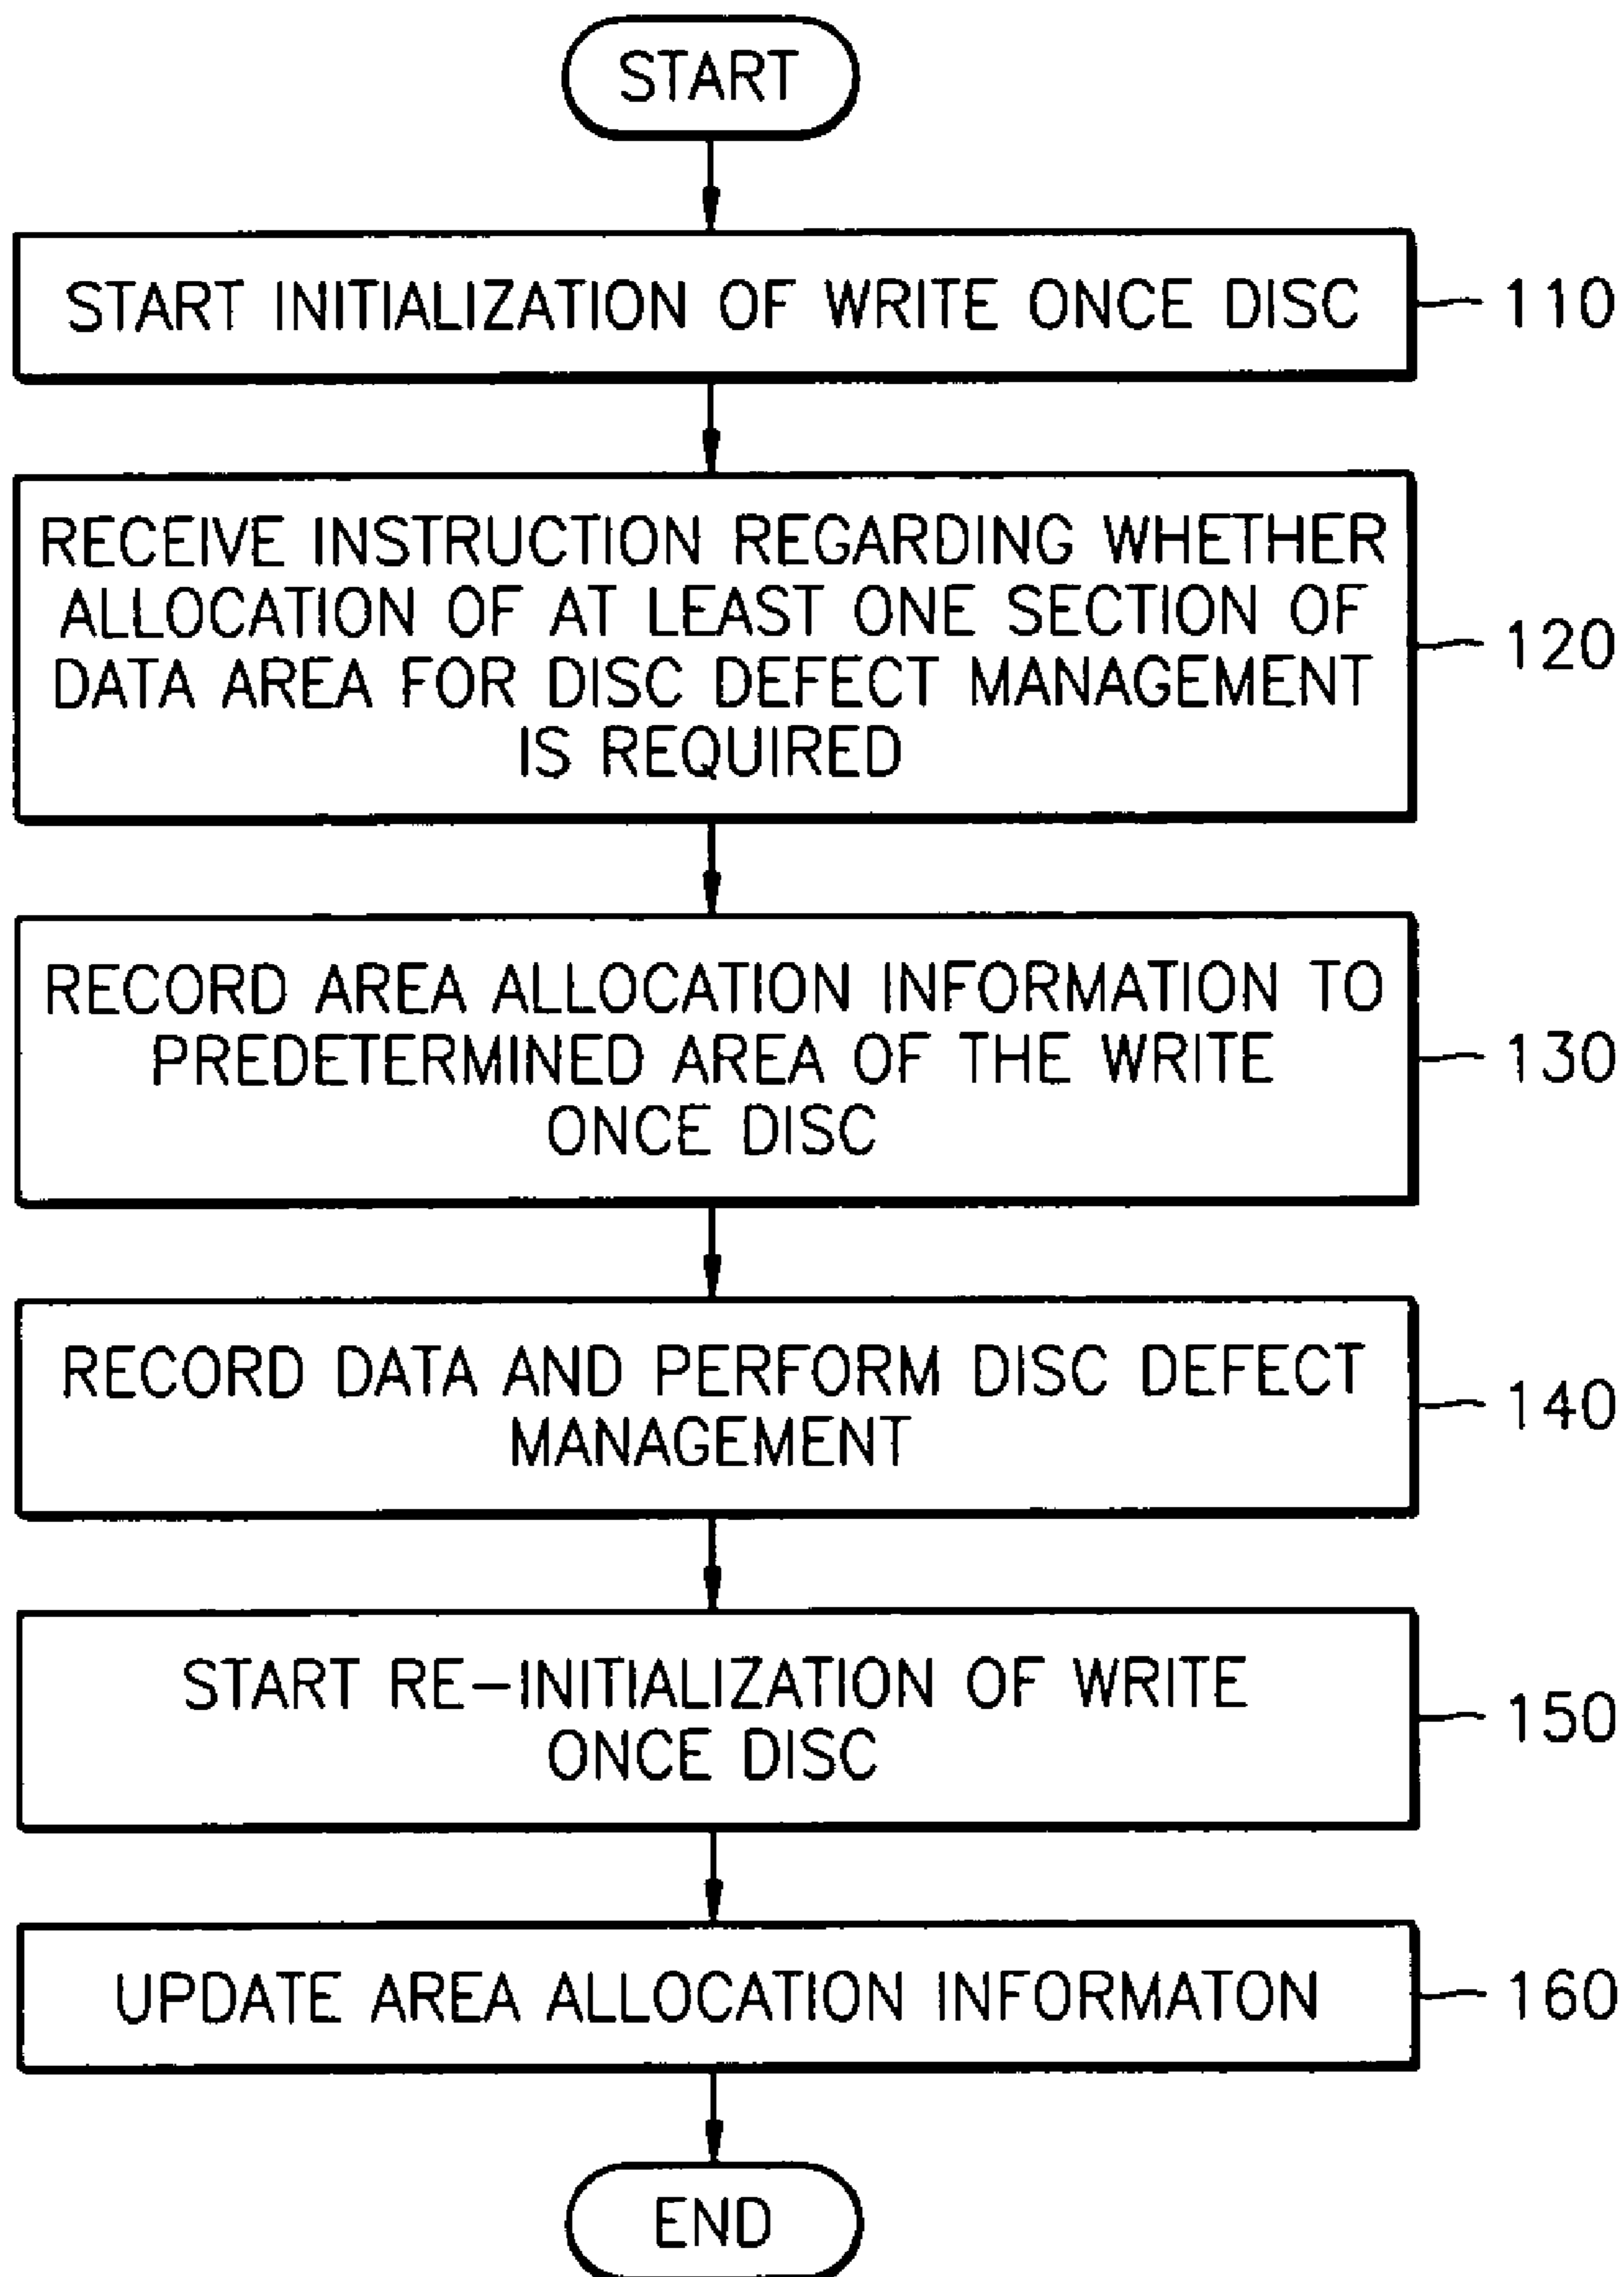 START
START INITIALIZATION OF WRITE ONCE DISC
110
RECEIVE INSTRUCTION REGARDING WHETHER
ALLOCATION OF AT LEAST ONE SECTION OF
DATA AREA FOR DISC DEFECT MANAGEMENT
IS REQUIRED
120
RECORD AREA ALLOCATION INFORMATION TO
PREDETERMINED AREA OF THE WRITE
ONCE DISC
130
RECORD DATA AND PERFORM DISC DEFECT
MANAGEMENT
140
START RE-INITIALIZATION OF WRITE
ONCE DISC
150
UPDATE AREA ALLOCATION INFORMATON
160
END